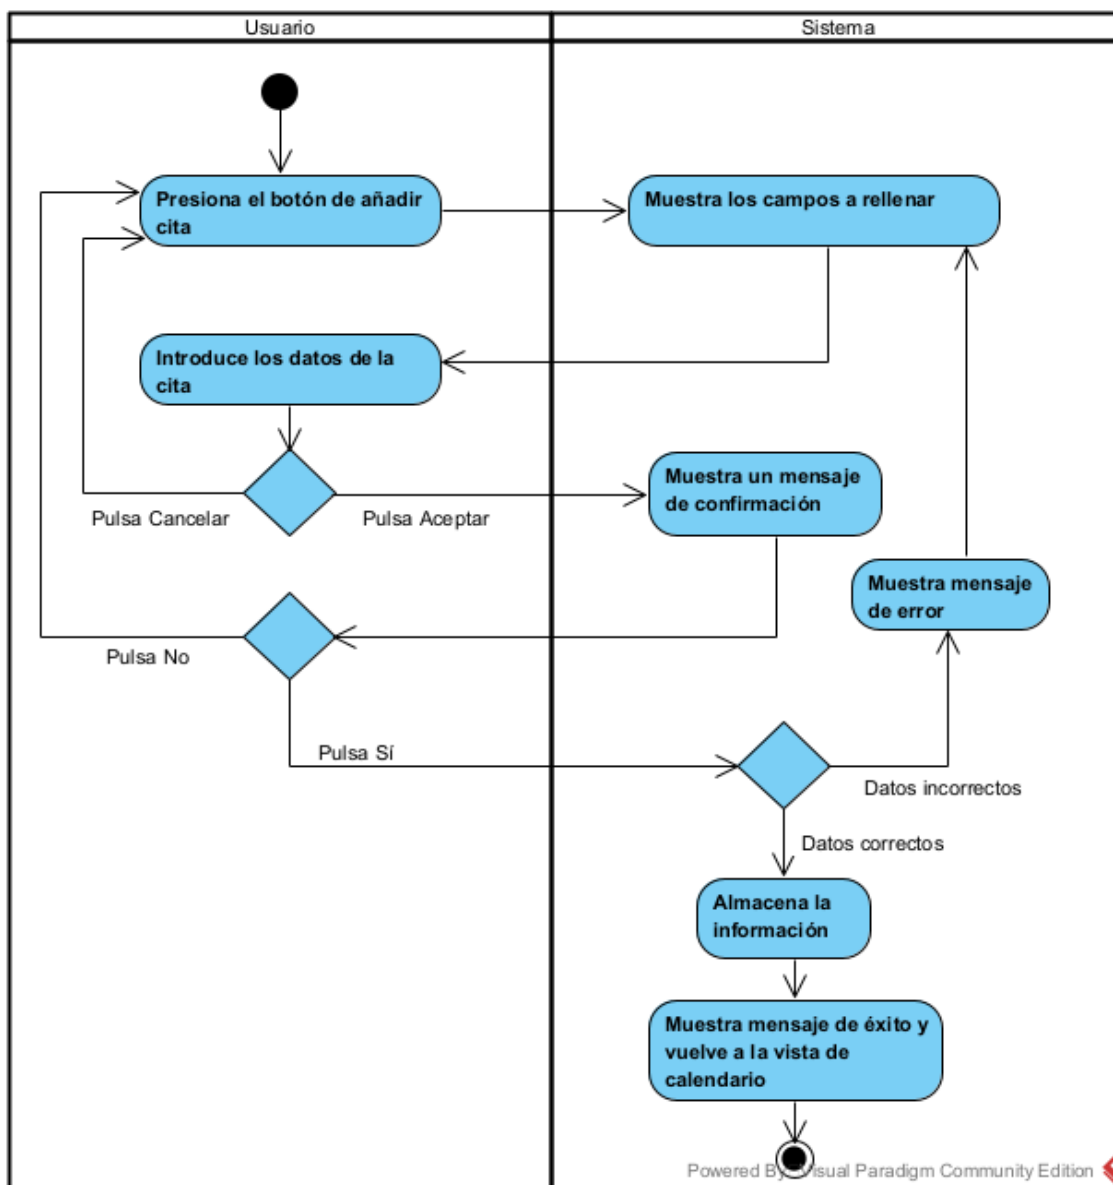 Usuario
Sistema
Presiona el botón de añadir
cita
Muestra los campos a rellenar
Introduce los datos de la
cita
Pulsa Cancelar
Pulsa Aceptar
Muestra un mensaje
de confirmación
Muestra mensaje
de error
Pulsa No
Pulsa Sí
Datos incorrectos
Datos correctos
Almacena la
información
Muestra mensaje de éxito y
vuelve a la vista de
calendario
Powered By Visual Paradigm Community Edition